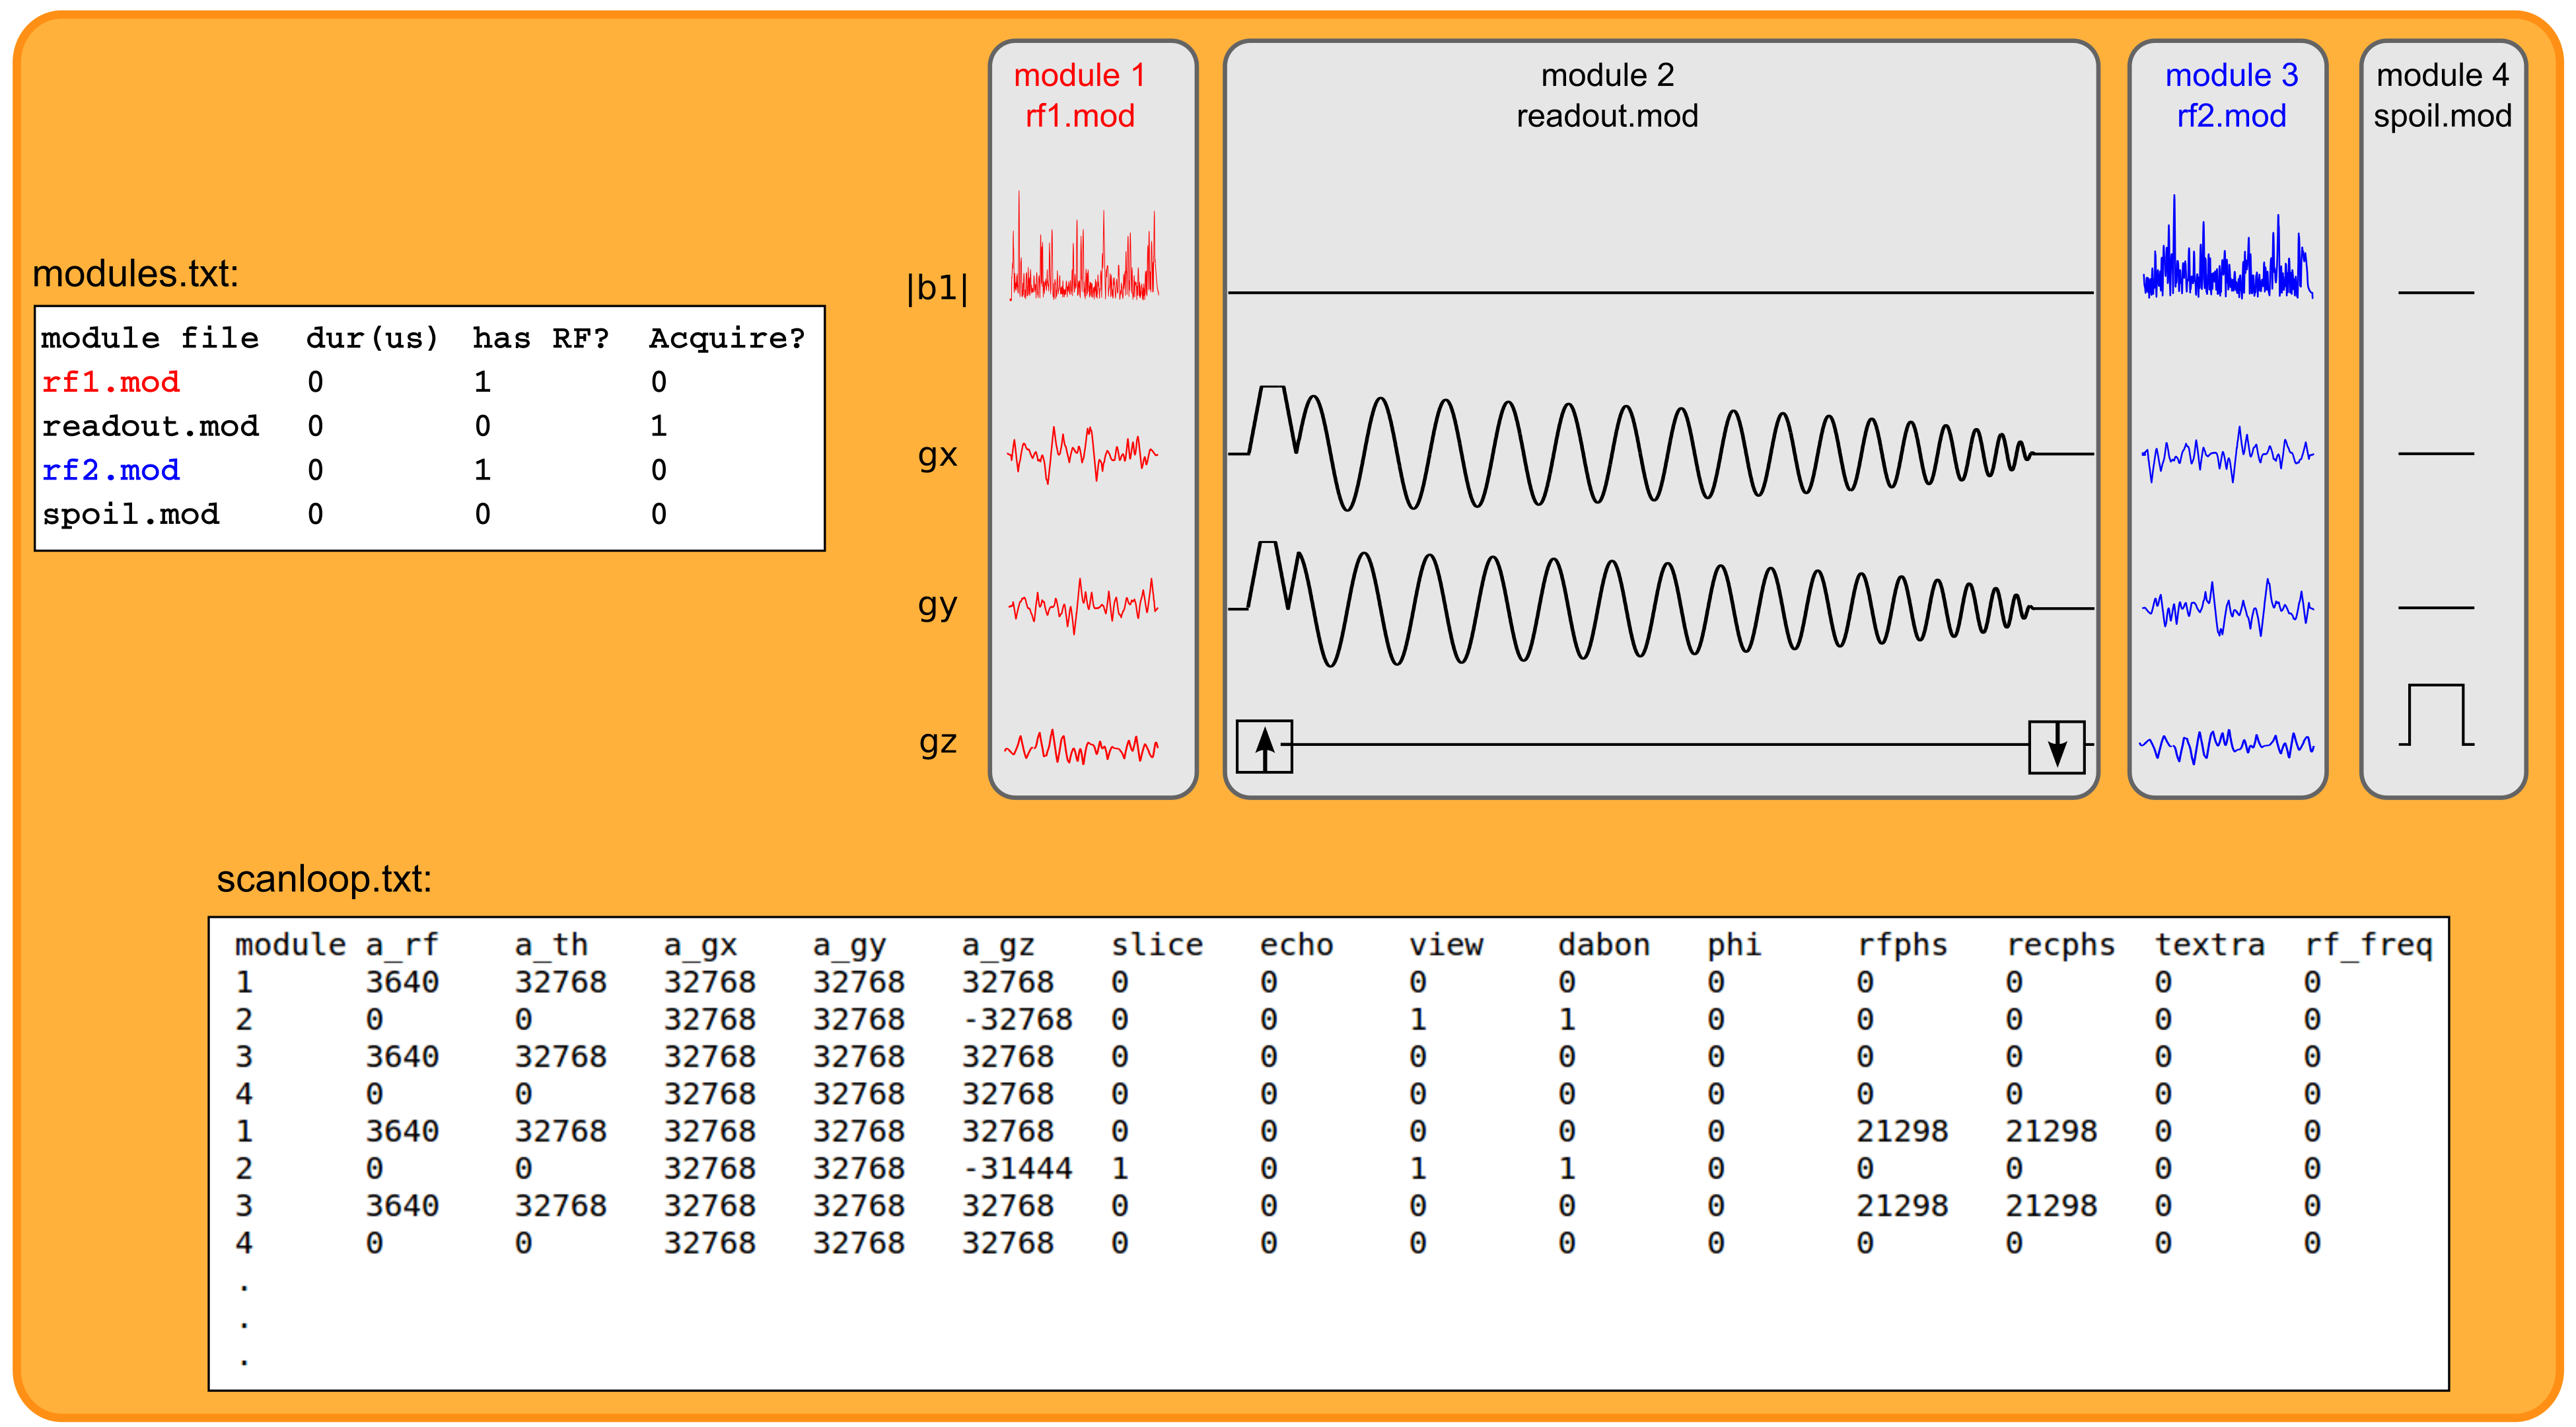 module 1
rf1.mod
module 2
readout.mod
module 3
rf2.mod
module 4
spoil.mod
modules.txt:
module file dur(us) has RF? Acquire?
rf1.mod 0 1 0
readout.mod 0 0 1
rf2.mod 0 1 0
spoil.mod 0 0 0
|b1|
gx
gy
gz
scanloop.txt:
module a_rf a_th a_gx a_gy a_gz slice echo view dabon phi rfphs recphs textra rf_freq
1 3640 32768 32768 32768 32768 0 0 0 0 0 0 0 0 0
2 0 0 32768 32768 -32768 0 0 1 1 0 0 0 0 0
3 3640 32768 32768 32768 32768 0 0 0 0 0 0 0 0 0
4 0 0 32768 32768 32768 0 0 0 0 0 0 0 0 0
1 3640 32768 32768 32768 32768 0 0 0 0 0 21298 21298 0 0
2 0 0 32768 32768 -31444 1 0 1 1 0 0 0 0 0
3 3640 32768 32768 32768 32768 0 0 0 0 0 21298 21298 0 0
4 0 0 32768 32768 32768 0 0 0 0 0 0 0 0 0
.
.
.